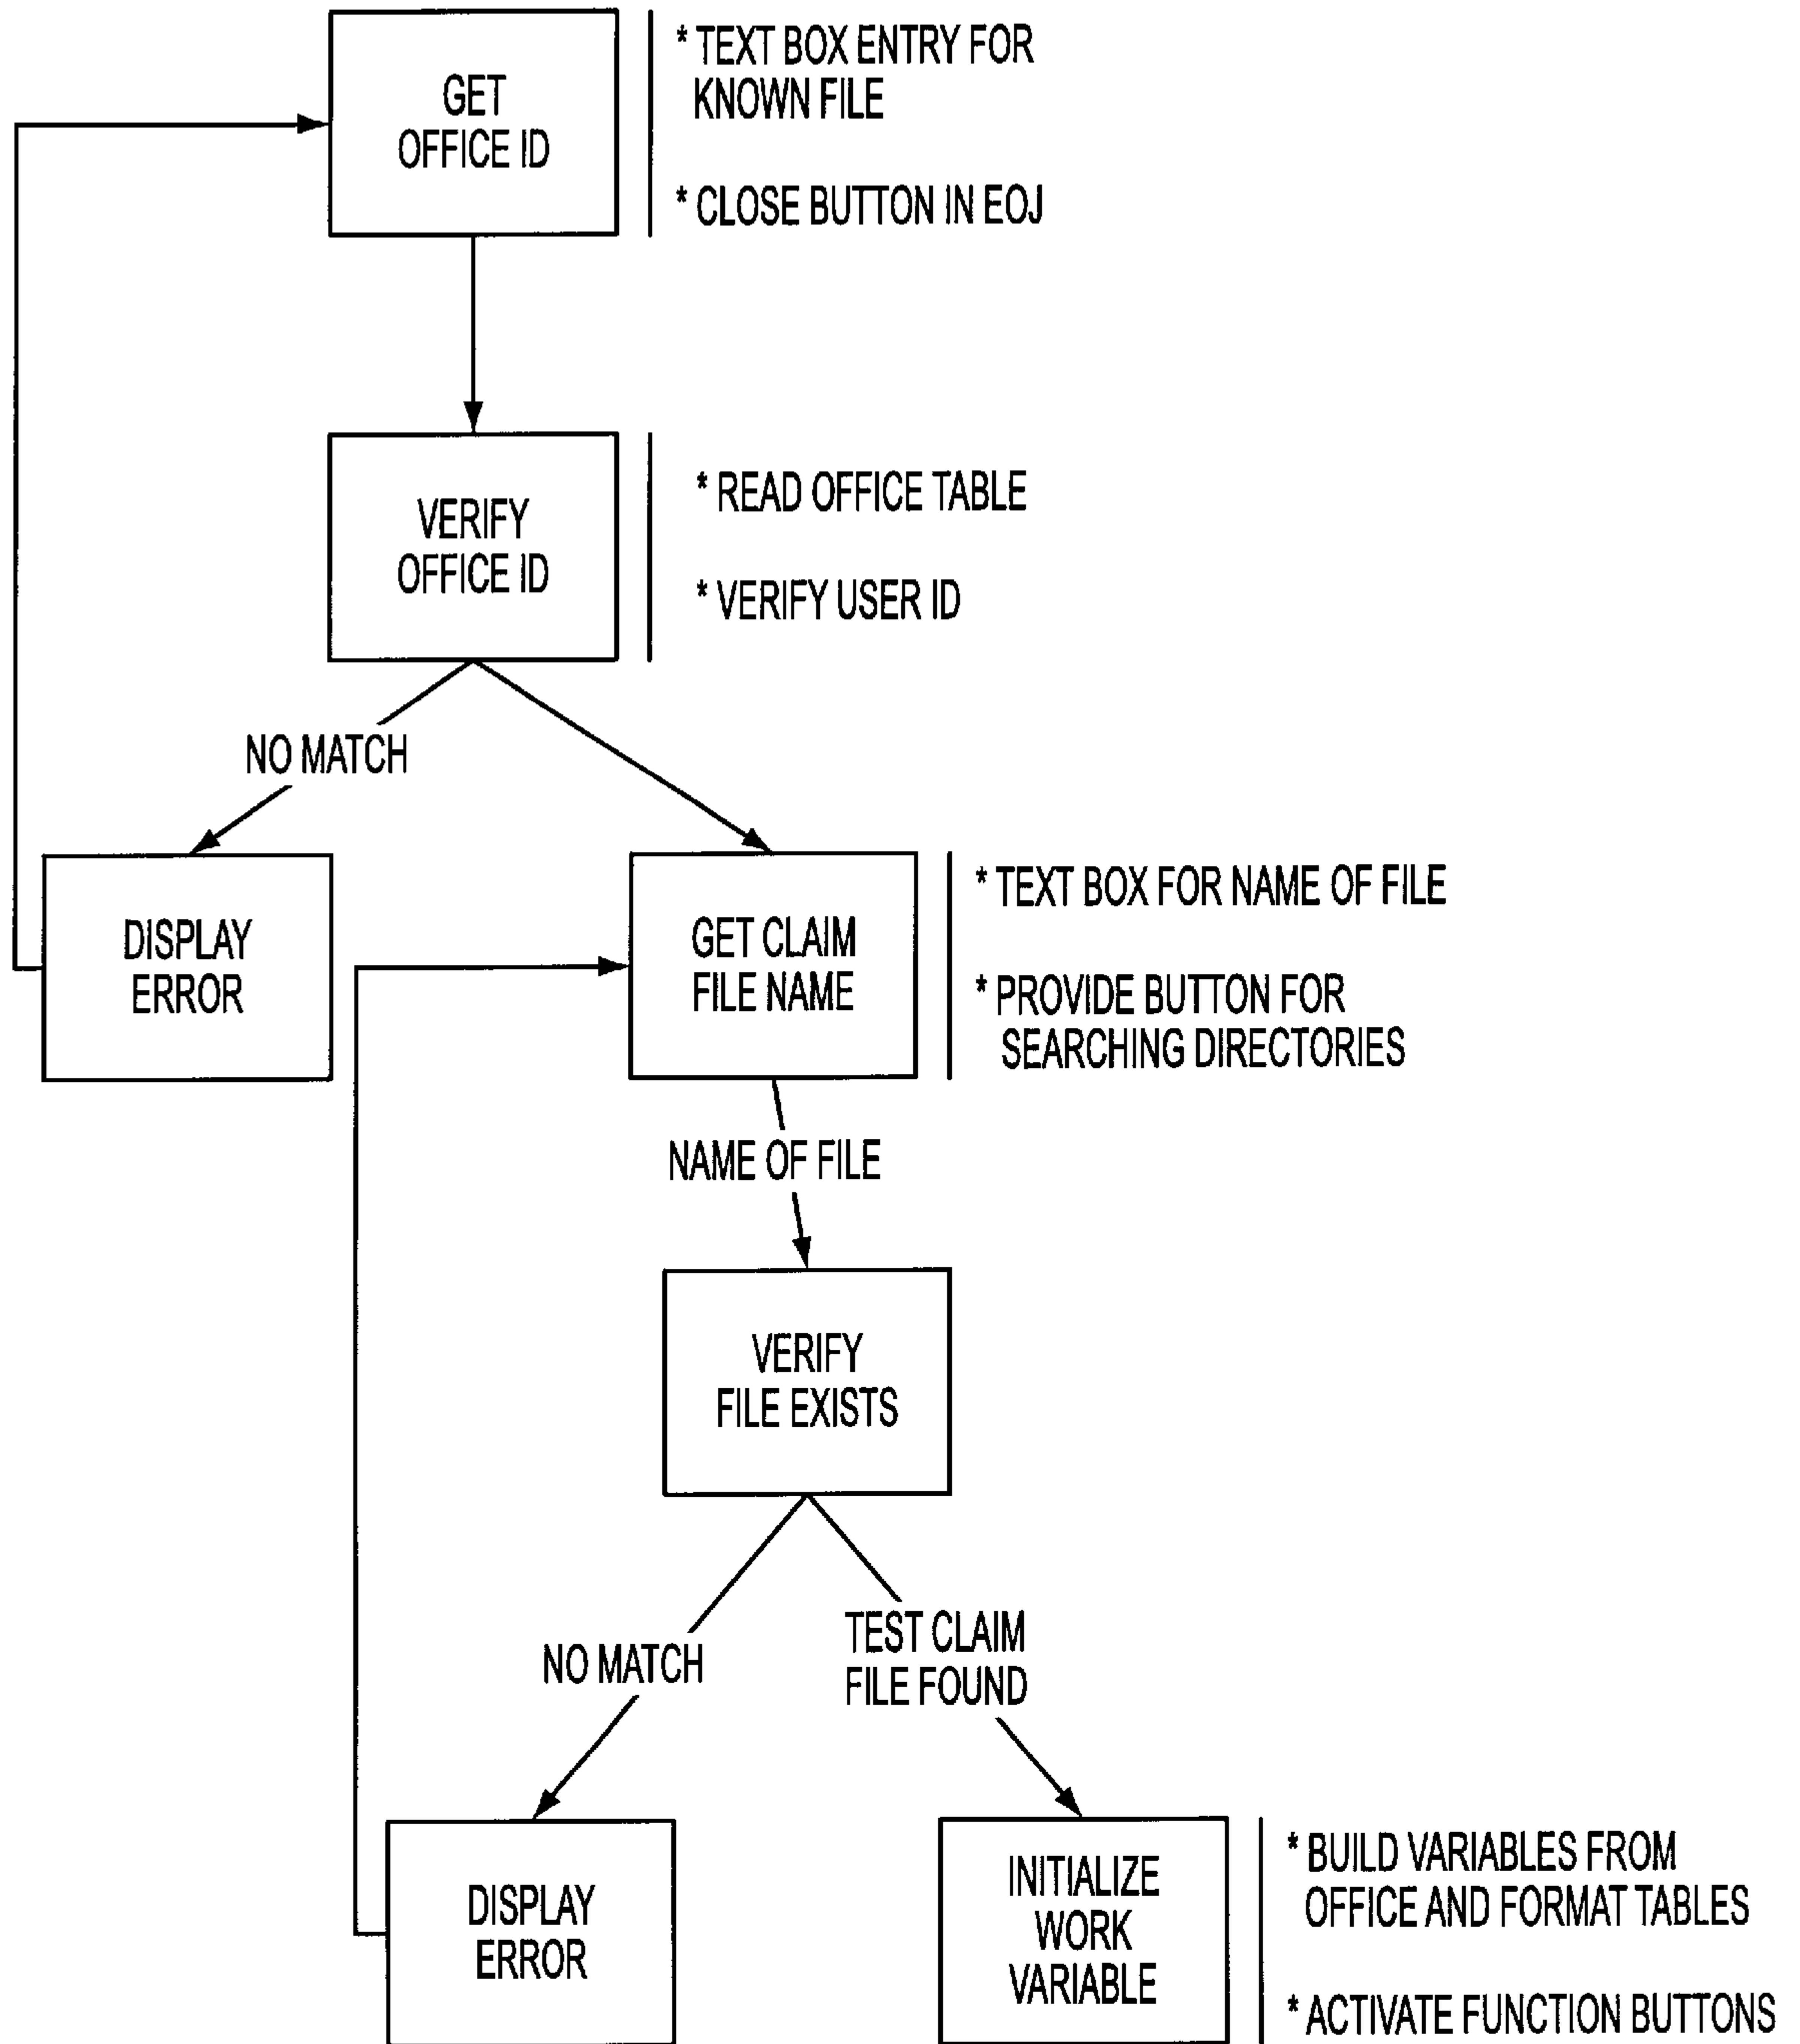 GET
OFFICE ID
* TEXT BOX ENTRY FOR
KNOWN FILE
* CLOSE BUTTON IN EOJ
VERIFY
OFFICE ID
* READ OFFICE TABLE
* VERIFY USER ID
NO MATCH
DISPLAY
ERROR
GET CLAIM
FILE NAME
* TEXT BOX FOR NAME OF FILE
* PROVIDE BUTTON FOR
SEARCHING DIRECTORIES
NAME OF FILE
VERIFY
FILE EXISTS
NO MATCH
TEST CLAIM
FILE FOUND
DISPLAY
ERROR
INITIALIZE
WORK
VARIABLE
* BUILD VARIABLES FROM
OFFICE AND FORMAT TABLES
* ACTIVATE FUNCTION BUTTONS